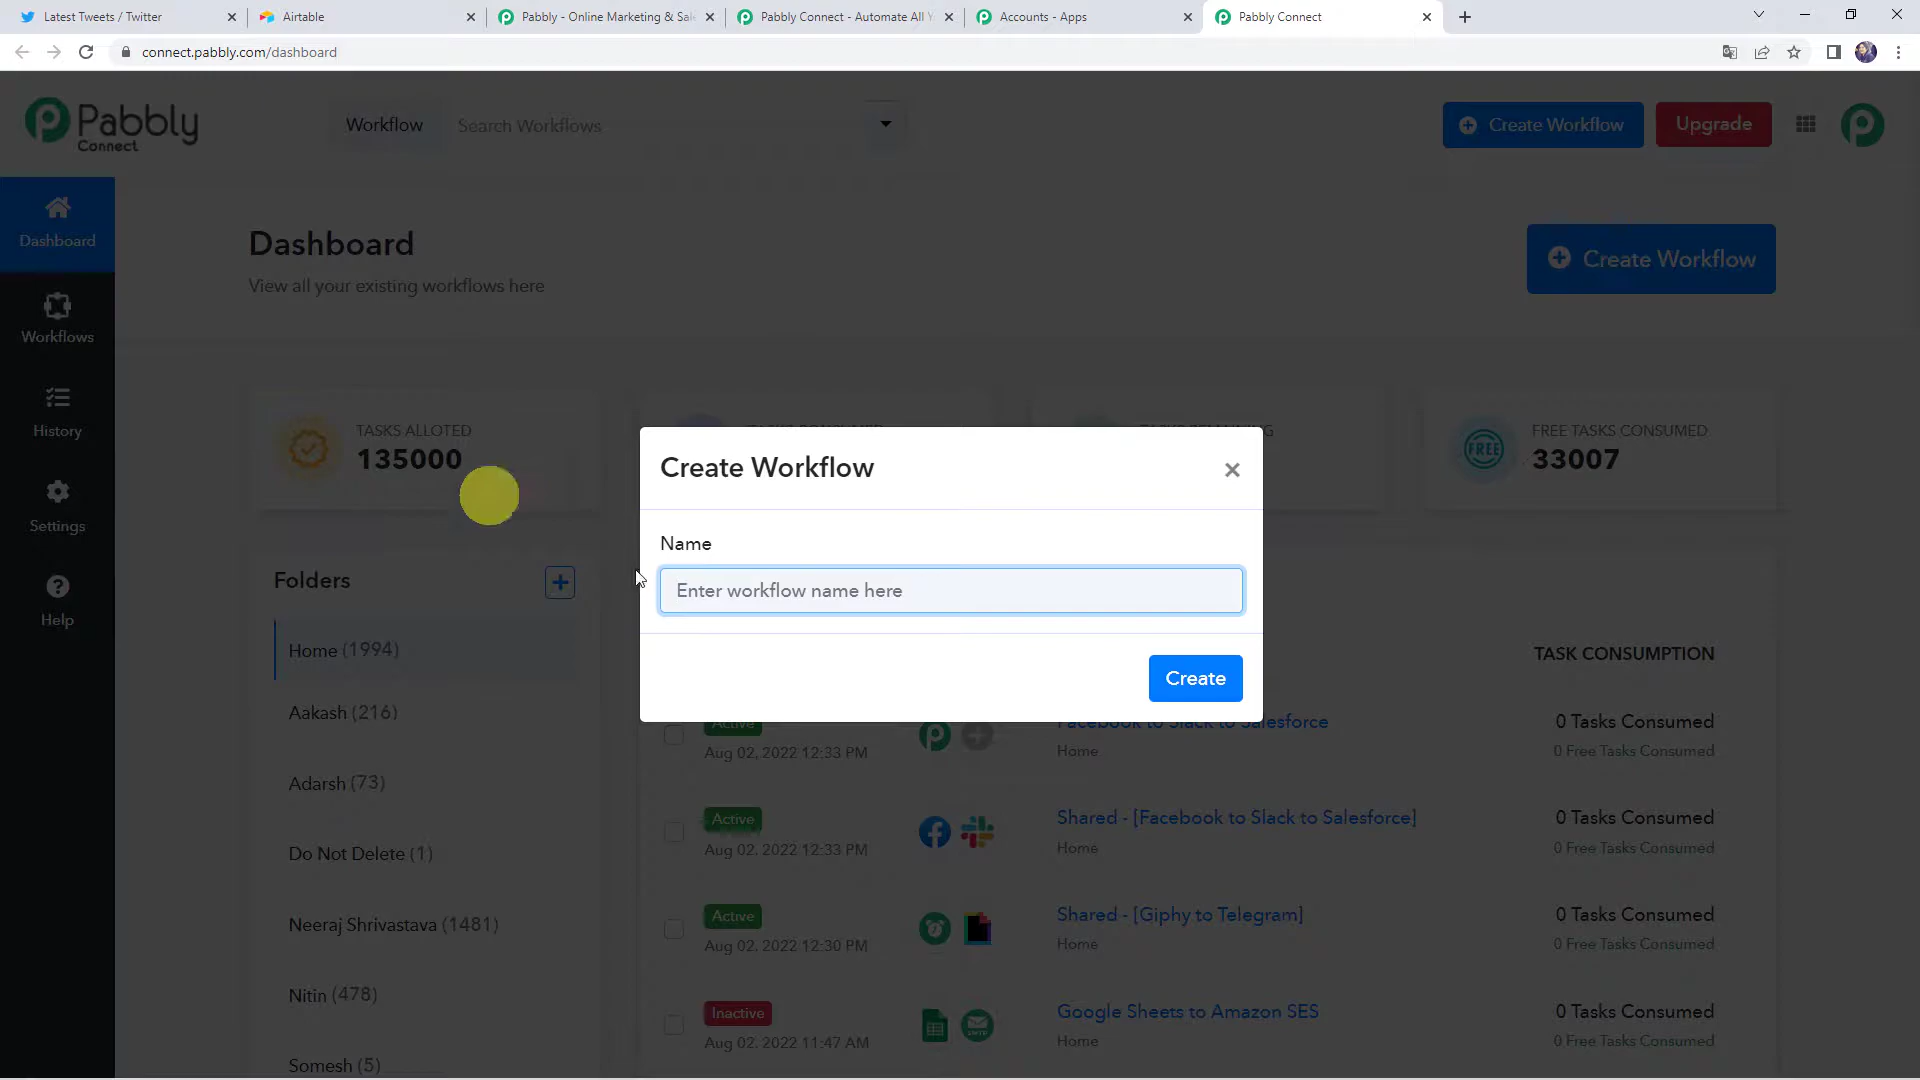 Latest Tweets / Twitter
Airtable
Pabbly - Online Marketing & Sal
Pabbly Connect - Automate All Y
Accounts - Apps
Pabbly Connect
connect.pabbly.com/dashboard
Pabbly
Connect
Workflow
Search Workflows
Create Workflow
Upgrade
Dashboard
Workflows
History
Settings
Help
Dashboard
View all your existing workflows here
Create Workflow
TASKS ALLOTED
135000
FREE
FREE TASKS CONSUMED
33007
Create Workflow
×
Name
Enter workflow name here
Create
Folders
Home (1994)
Aakash (216)
Adarsh (73)
Do Not Delete (1)
Neeraj Shrivastava (1481)
Nitin (478)
Somesh (5)
TASK CONSUMPTION
Active
Aug 02, 2022 12:33 PM
Facebook to Slack to Salesforce
Home
0 Tasks Consumed
0 Free Tasks Consumed
Active
Aug 02, 2022 12:33 PM
Shared - [Facebook to Slack to Salesforce]
Home
0 Tasks Consumed
0 Free Tasks Consumed
Active
Aug 02, 2022 12:30 PM
Shared - [Giphy to Telegram]
Home
0 Tasks Consumed
0 Free Tasks Consumed
Inactive
Aug 02, 2022 11:47 AM
Google Sheets to Amazon SES
Home
0 Tasks Consumed
0 Free Tasks Consumed